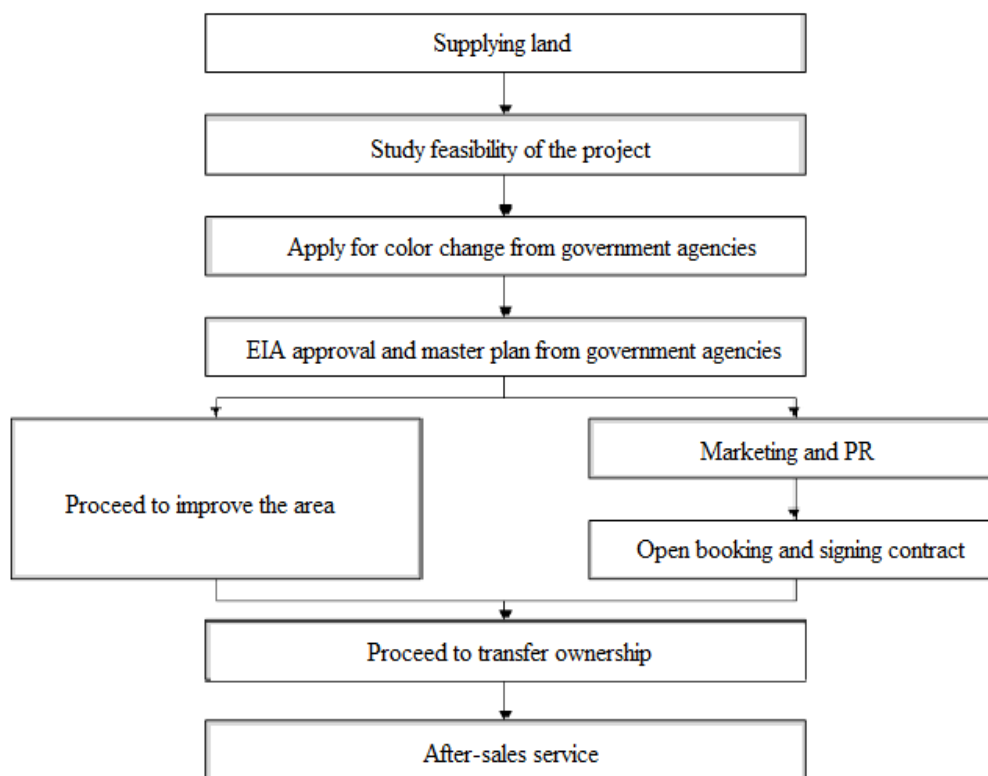 Supplying land
Study feasibility of the project
Apply for color change from government agencies
EIA approval and master plan from government agencies
Proceed to improve the area
Marketing and PR
Open booking and signing contract
Proceed to transfer ownership
After-sales service